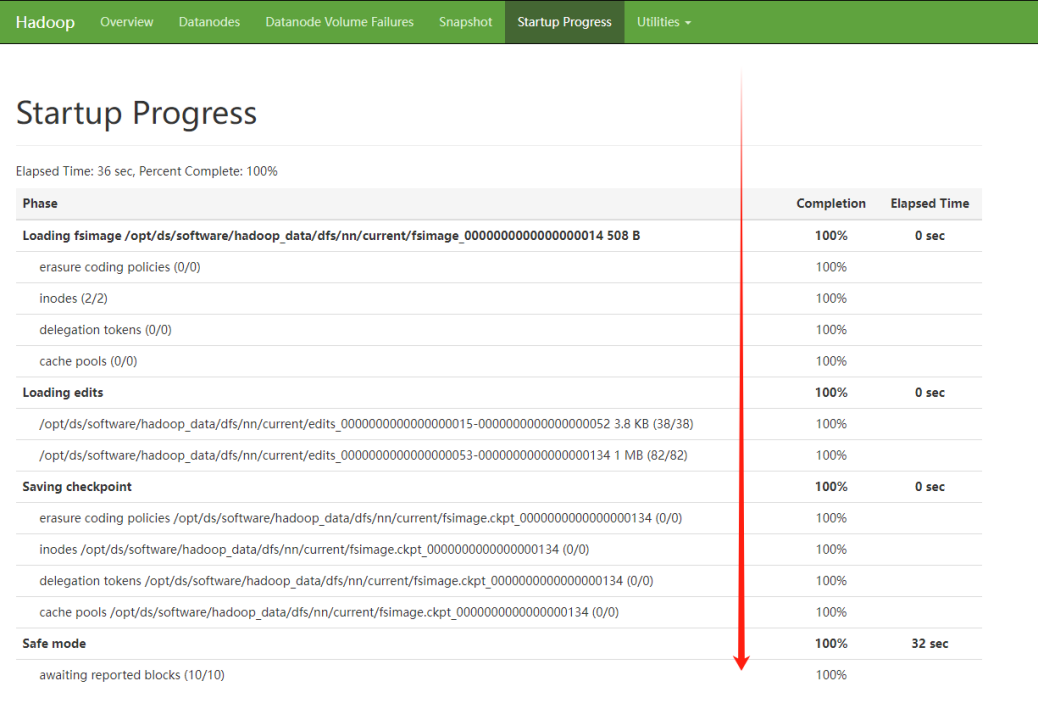 Hadoop Overview Datanodes Datanode Volume Failures Snapshot Startup Progress Utilities
Startup Progress
Elapsed Time: 36 sec, Percent Complete: 100%
Phase Completion Elapsed Time
Loading fsimage /opt/ds/software/hadoop_data/dfs/nn/current/fsimage_0000000000000000014 508 B 100% 0 sec
erasure coding policies (0/0) 100%
inodes (2/2) 100%
delegation tokens (0/0) 100%
cache pools (0/0) 100%
Loading edits 100% 0 sec
/opt/ds/software/hadoop_data/dfs/nn/current/edits_0000000000000000015-0000000000000000052 3.8 KB (38/38) 100%
/opt/ds/software/hadoop_data/dfs/nn/current/edits_0000000000000000053-0000000000000000134 1 MB (82/82) 100%
Saving checkpoint 100% 0 sec
erasure coding policies /opt/ds/software/hadoop_data/dfs/nn/current/fsimage.ckpt_0000000000000000134 (0/0) 100%
inodes /opt/ds/software/hadoop_data/dfs/nn/current/fsimage.ckpt_0000000000000000134 (0/0) 100%
delegation tokens /opt/ds/software/hadoop_data/dfs/nn/current/fsimage.ckpt_0000000000000000134 (0/0) 100%
cache pools /opt/ds/software/hadoop_data/dfs/nn/current/fsimage.ckpt_0000000000000000134 (0/0) 100%
Safe mode 100% 32 sec
awaiting reported blocks (10/10) 100%